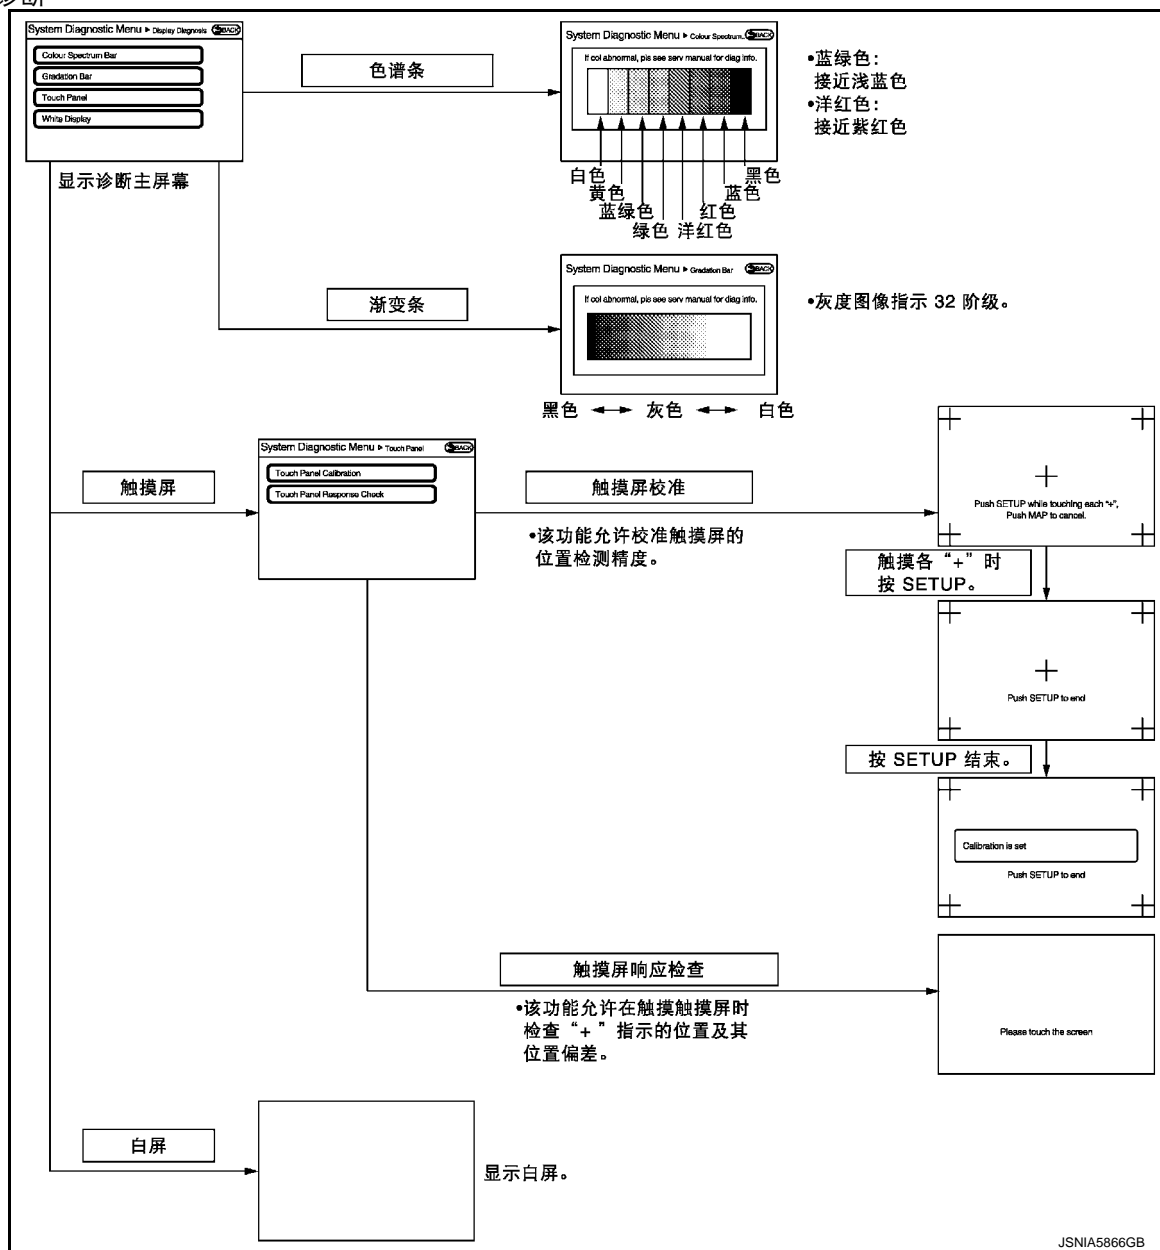 诊断
System Diagnostic Menu ▶ Display Diagnosis BACK
Colour Spectrum Bar
Gradation Bar
Touch Panel
White Display
显示诊断主屏幕
色谱条
System Diagnostic Menu ▶ Colour Spectrum. BACK
If col abnormal, pls see serv manual for diag info.
白色
黄色
蓝绿色
绿色
洋红色
红色
蓝色
黑色
•蓝绿色：
接近浅蓝色
•洋红色：
接近紫红色
渐变条
System Diagnostic Menu ▶ Gradation Bar BACK
If col abnormal, pls see serv manual for diag info.
黑色 ◄─► 灰色 ◄─► 白色
•灰度图像指示 32 阶级。
触摸屏
System Diagnostic Menu ▶ Touch Panel BACK
Touch Panel Calibration
Touch Panel Response Check
触摸屏校准
•该功能允许校准触摸屏的
位置检测精度。
Push SETUP while touching each "+",
Push MAP to cancel.
触摸各“+”时
按 SETUP。
Push SETUP to end
按 SETUP 结束。
Calibration is set
Push SETUP to end
触摸屏响应检查
•该功能允许在触摸触摸屏时
检查“+ ”指示的位置及其
位置偏差。
Please touch the screen
白屏
显示白屏。
JSNIA5866GB